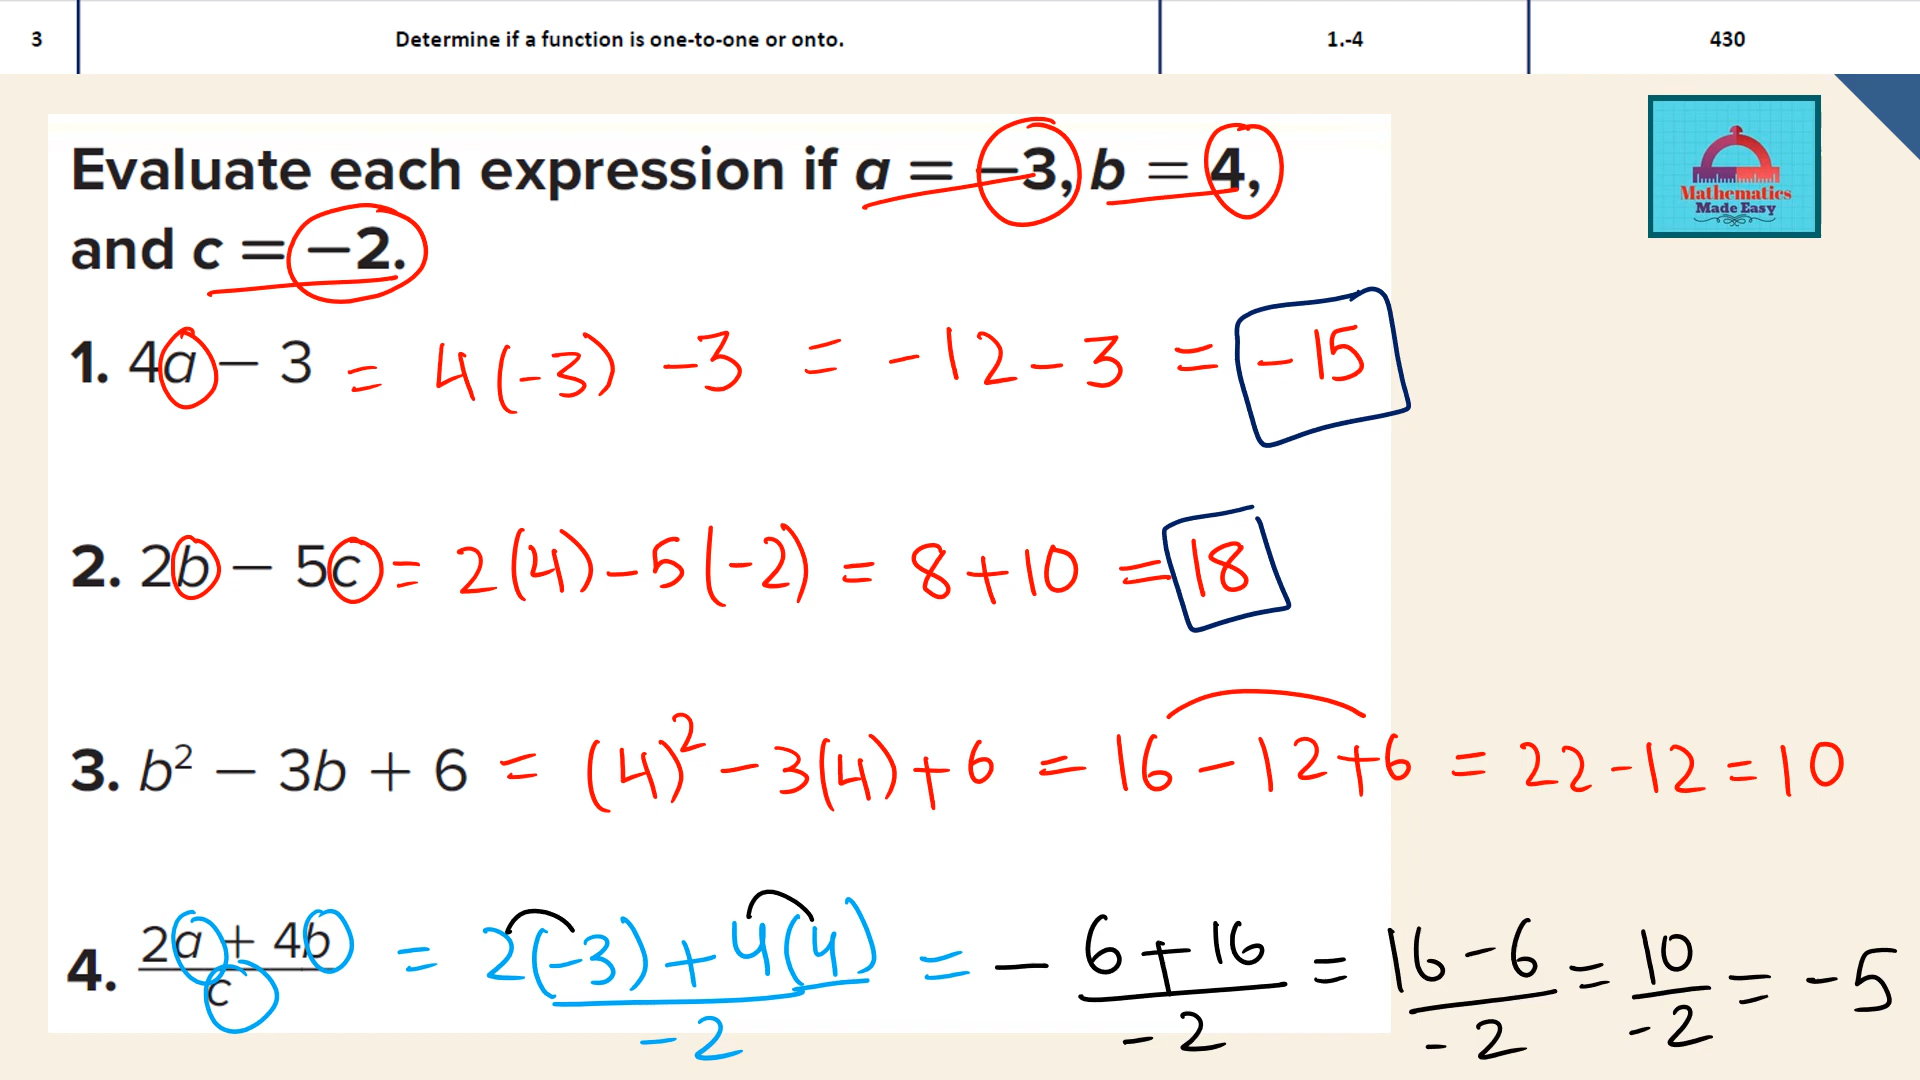 3 Determine if a function is one-to-one or onto. 1.-4 430
Mathematics
Made Easy
Evaluate each expression if a = −3, b = 4,
and c = −2.
1. 4a − 3 = 4(-3) -3 = -12-3 = -15
2. 2b − 5c = 2(4)-5(-2) = 8+10 = 18
3. b² − 3b + 6 = (4)² -3(4)+6 = 16-12+6 = 22-12=10
4. (2a + 4b)/c = (2(-3)+4(4))/-2 = - (6+16)/-2 = (16-6)/-2 = 10/-2 = -5